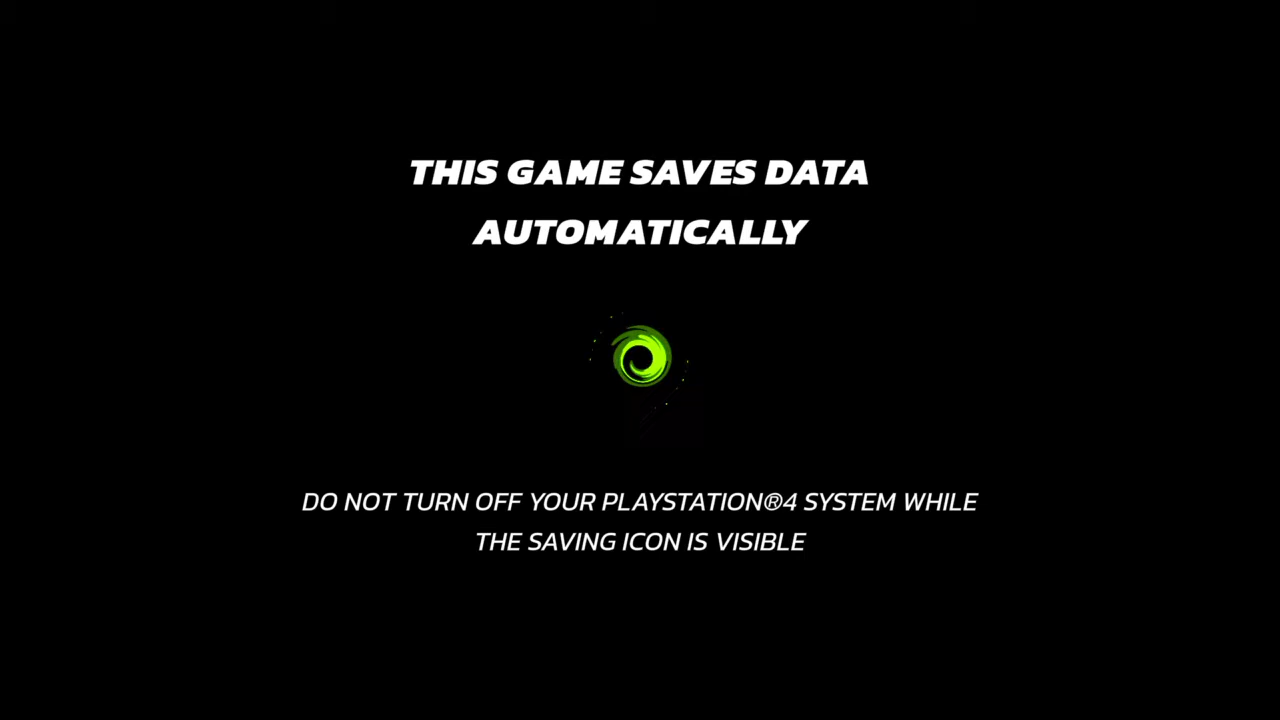 THIS GAME SAVES DATA
AUTOMATICALLY
DO NOT TURN OFF YOUR PLAYSTATION®4 SYSTEM WHILE
THE SAVING ICON IS VISIBLE